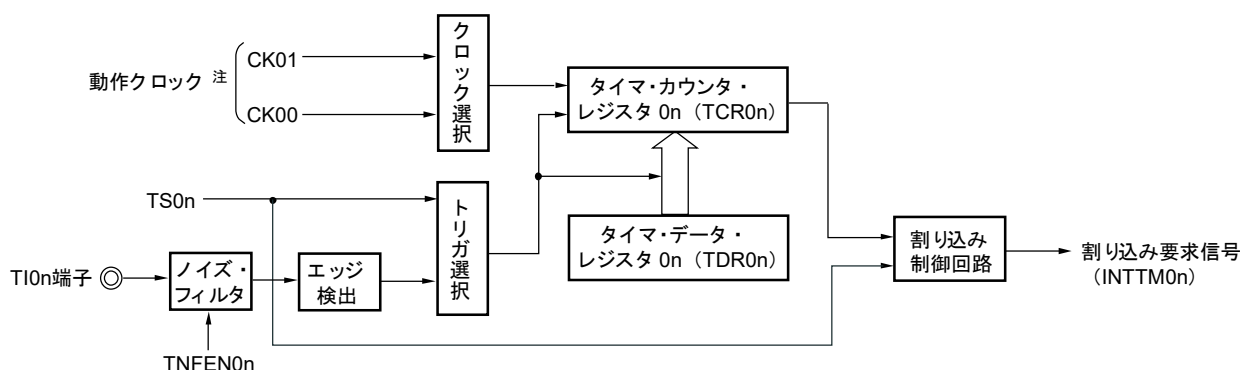 動作クロック 注
CK01
CK00
クロック選択
タイマ・カウンタ・
レジスタ 0n（TCR0n）
TS0n
トリガ選択
タイマ・データ・
レジスタ 0n（TDR0n）
割り込み
制御回路
割り込み要求信号
(INTTM0n)
TI0n端子
ノイズ・
フィルタ
エッジ
検出
TNFEN0n